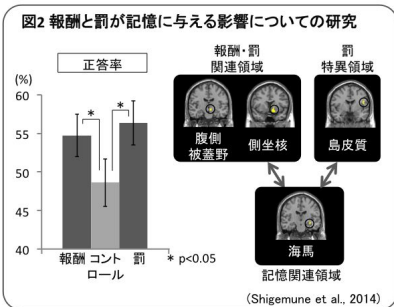 図2 報酬と罰が記憶に与える影響についての研究
正答率
(%)
60
55
50
45
40
*
*
報酬 コント 罰
ロール
* p<0.05
報酬・罰
関連領域
罰
特異領域
腹側
被蓋野
側坐核
島皮質
海馬
記憶関連領域
(Shigemune et al., 2014)